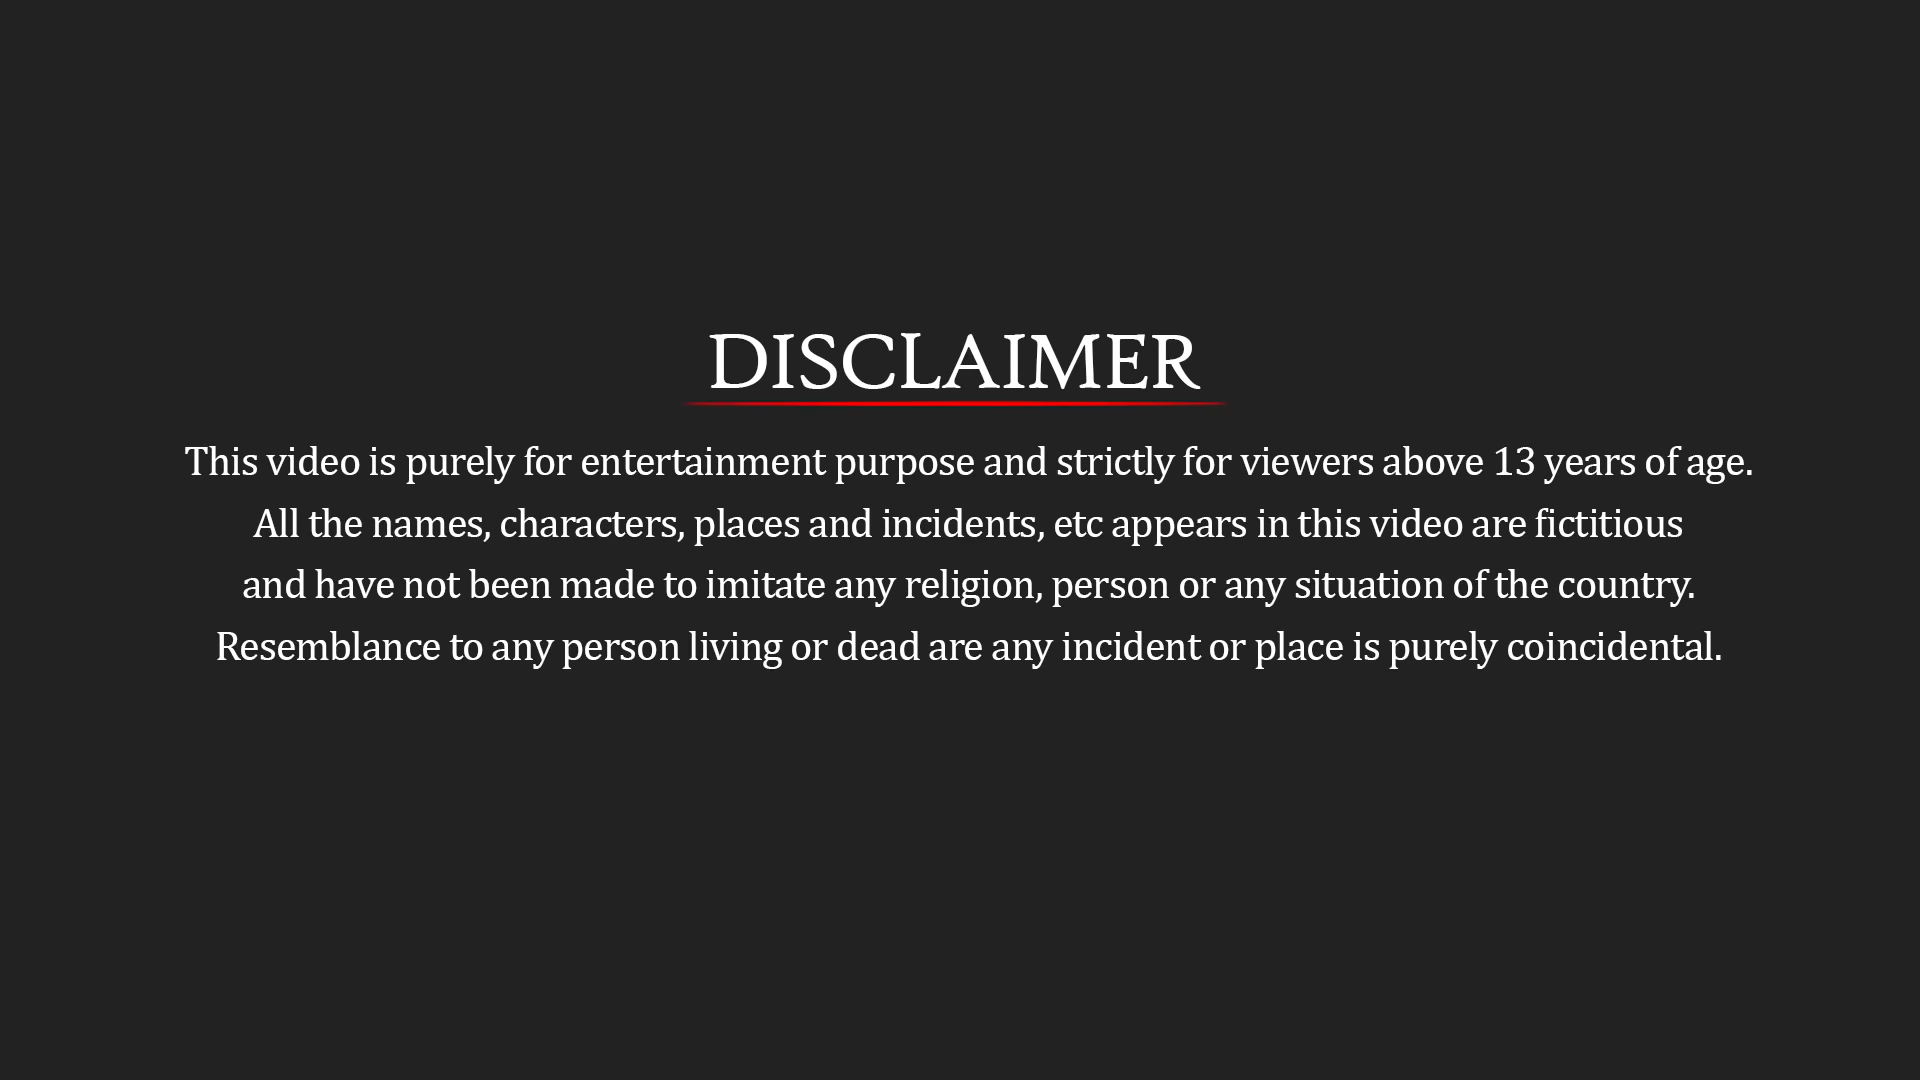 DISCLAIMER
This video is purely for entertainment purpose and strictly for viewers above 13 years of age.
All the names, characters, places and incidents, etc appears in this video are fictitious
and have not been made to imitate any religion, person or any situation of the country.
Resemblance to any person living or dead are any incident or place is purely coincidental.